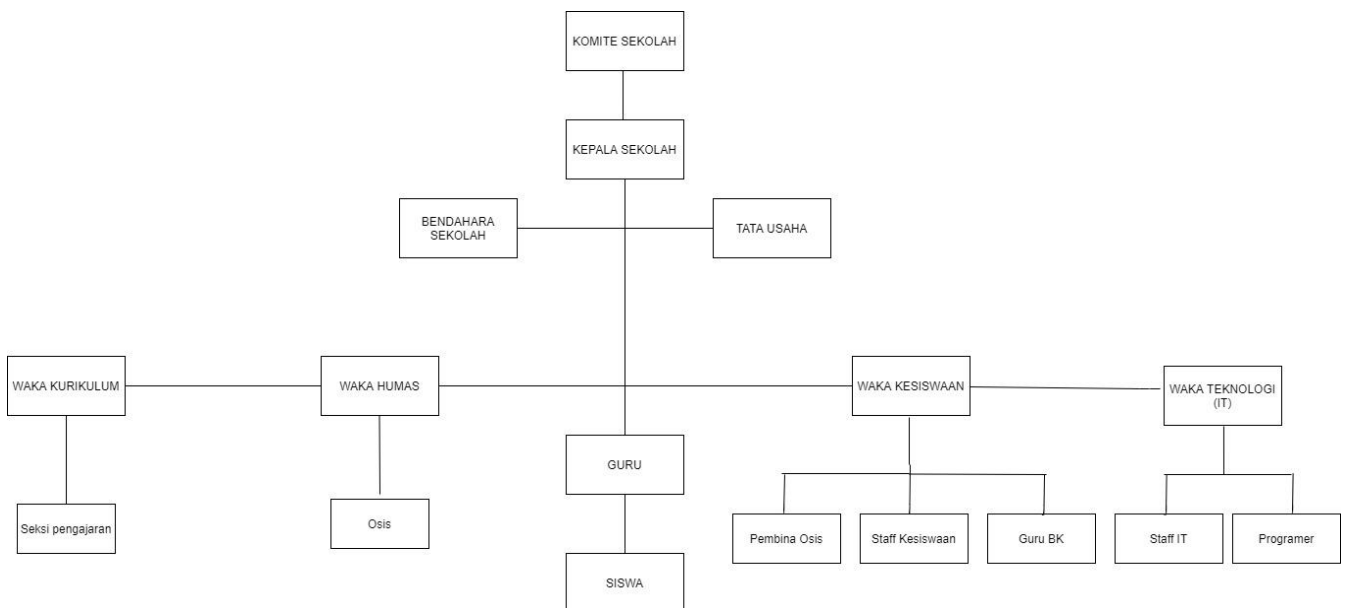 KOMITE SEKOLAH
KEPALA SEKOLAH
BENDAHARA
SEKOLAH
TATA USAHA
WAKA KURIKULUM
WAKA HUMAS
WAKA KESISWAAN
WAKA TEKNOLOGI
(IT)
GURU
Seksi pengajaran
Osis
Pembina Osis
Staff Kesiswaan
Guru BK
Staff IT
Programer
SISWA